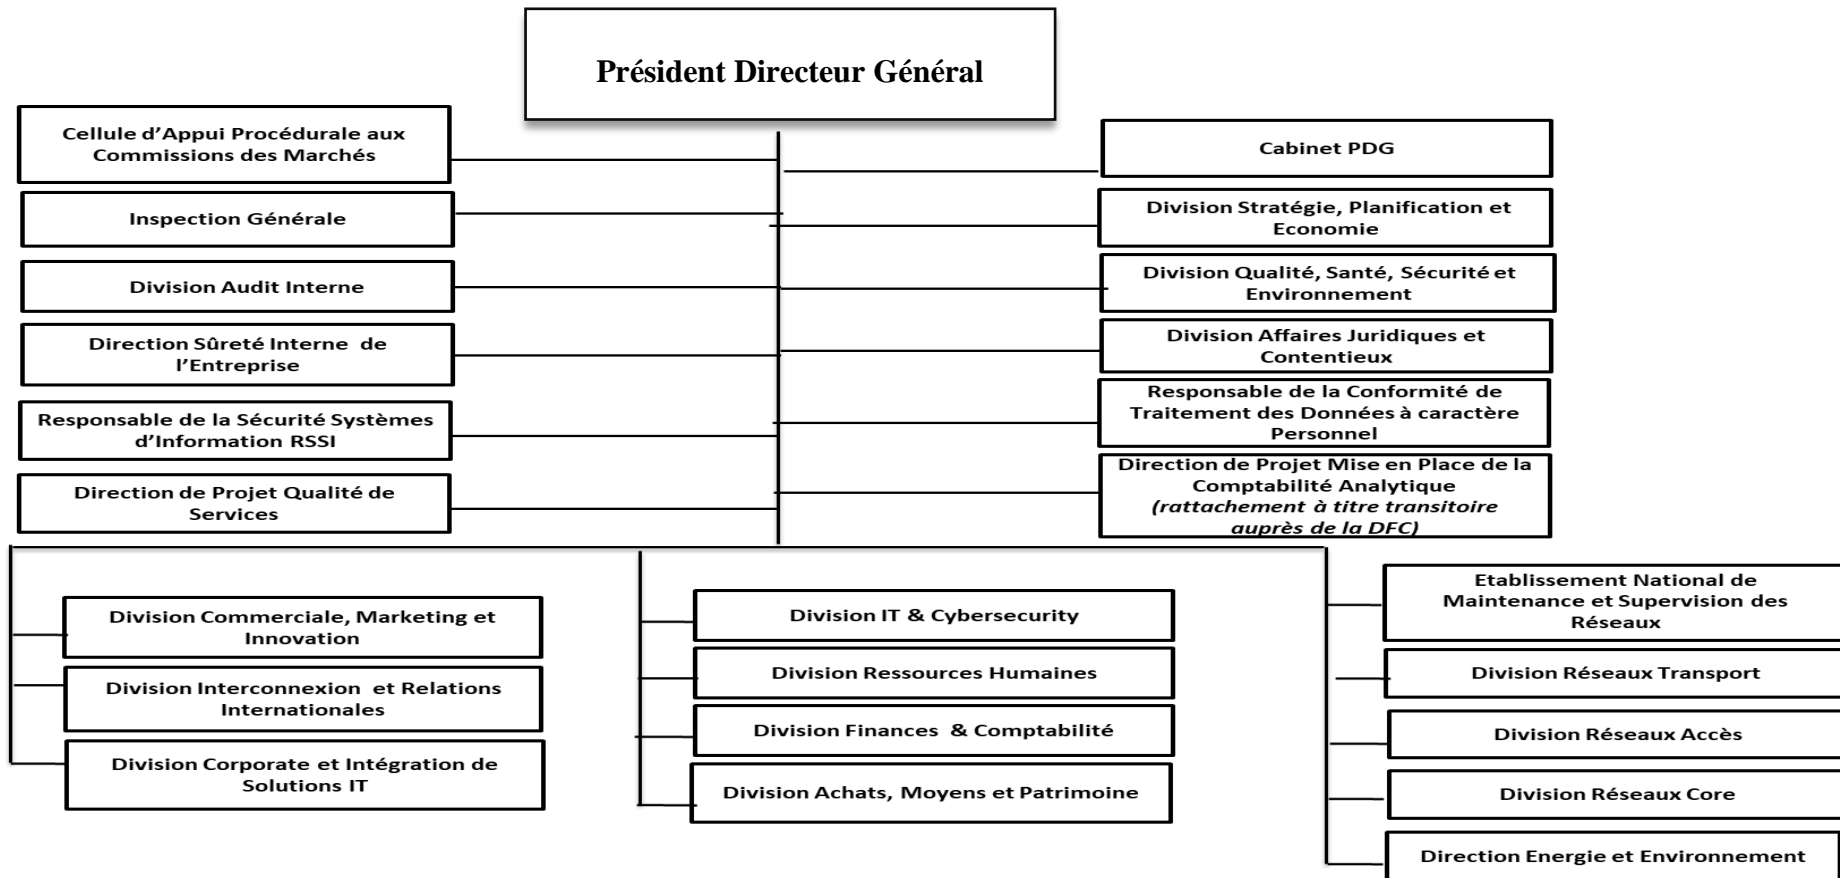 Président Directeur Général
Cellule d’Appui Procédurale aux
Commissions des Marchés
Inspection Générale
Division Audit Interne
Direction Sûreté Interne de
l’Entreprise
Responsable de la Sécurité Systèmes
d’Information RSSI
Direction de Projet Qualité de
Services
Cabinet PDG
Division Stratégie, Planification et
Economie
Division Qualité, Santé, Sécurité et
Environnement
Division Affaires Juridiques et
Contentieux
Responsable de la Conformité de
Traitement des Données à caractère
Personnel
Direction de Projet Mise en Place de la
Comptabilité Analytique
(rattachement à titre transitoire
auprès de la DFC)
Division Commerciale, Marketing et
Innovation
Division Interconnexion et Relations
Internationales
Division Corporate et Intégration de
Solutions IT
Division IT & Cybersecurity
Division Ressources Humaines
Division Finances & Comptabilité
Division Achats, Moyens et Patrimoine
Etablissement National de
Maintenance et Supervision des
Réseaux
Division Réseaux Transport
Division Réseaux Accès
Division Réseaux Core
Direction Energie et Environnement